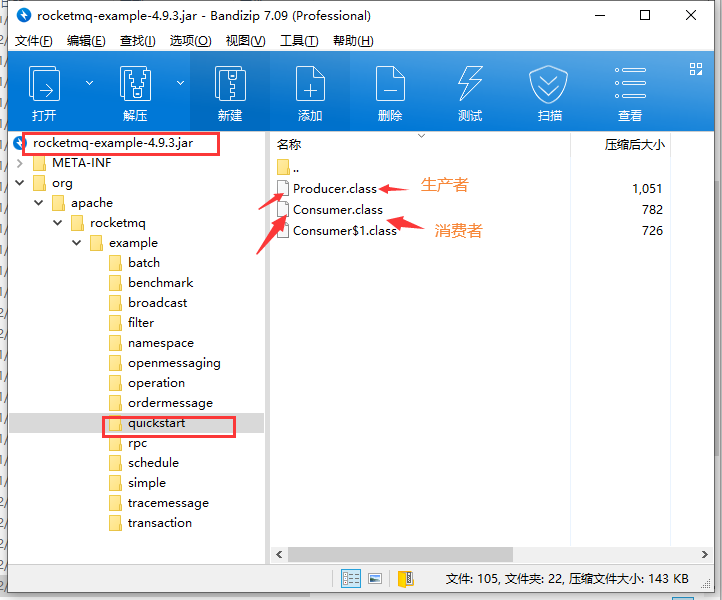 rocketmq-example-4.9.3.jar - Bandizip 7.09 (Professional)
文件(F) 编辑(E) 查找(I) 选项(O) 视图(V) 工具(T) 帮助(H)
打开 解压 新建 添加 删除 测试 扫描 查看
rocketmq-example-4.9.3.jar
META-INF
org
apache
rocketmq
example
batch
benchmark
broadcast
filter
namespace
openmessaging
operation
ordermessage
quickstart
rpc
schedule
simple
tracemessage
transaction
名称 压缩后大小
..
Producer.class 生产者 1,051
Consumer.class 782
消费者
Consumer$1.class 726
文件: 105, 文件夹: 22, 压缩文件大小: 143 KB